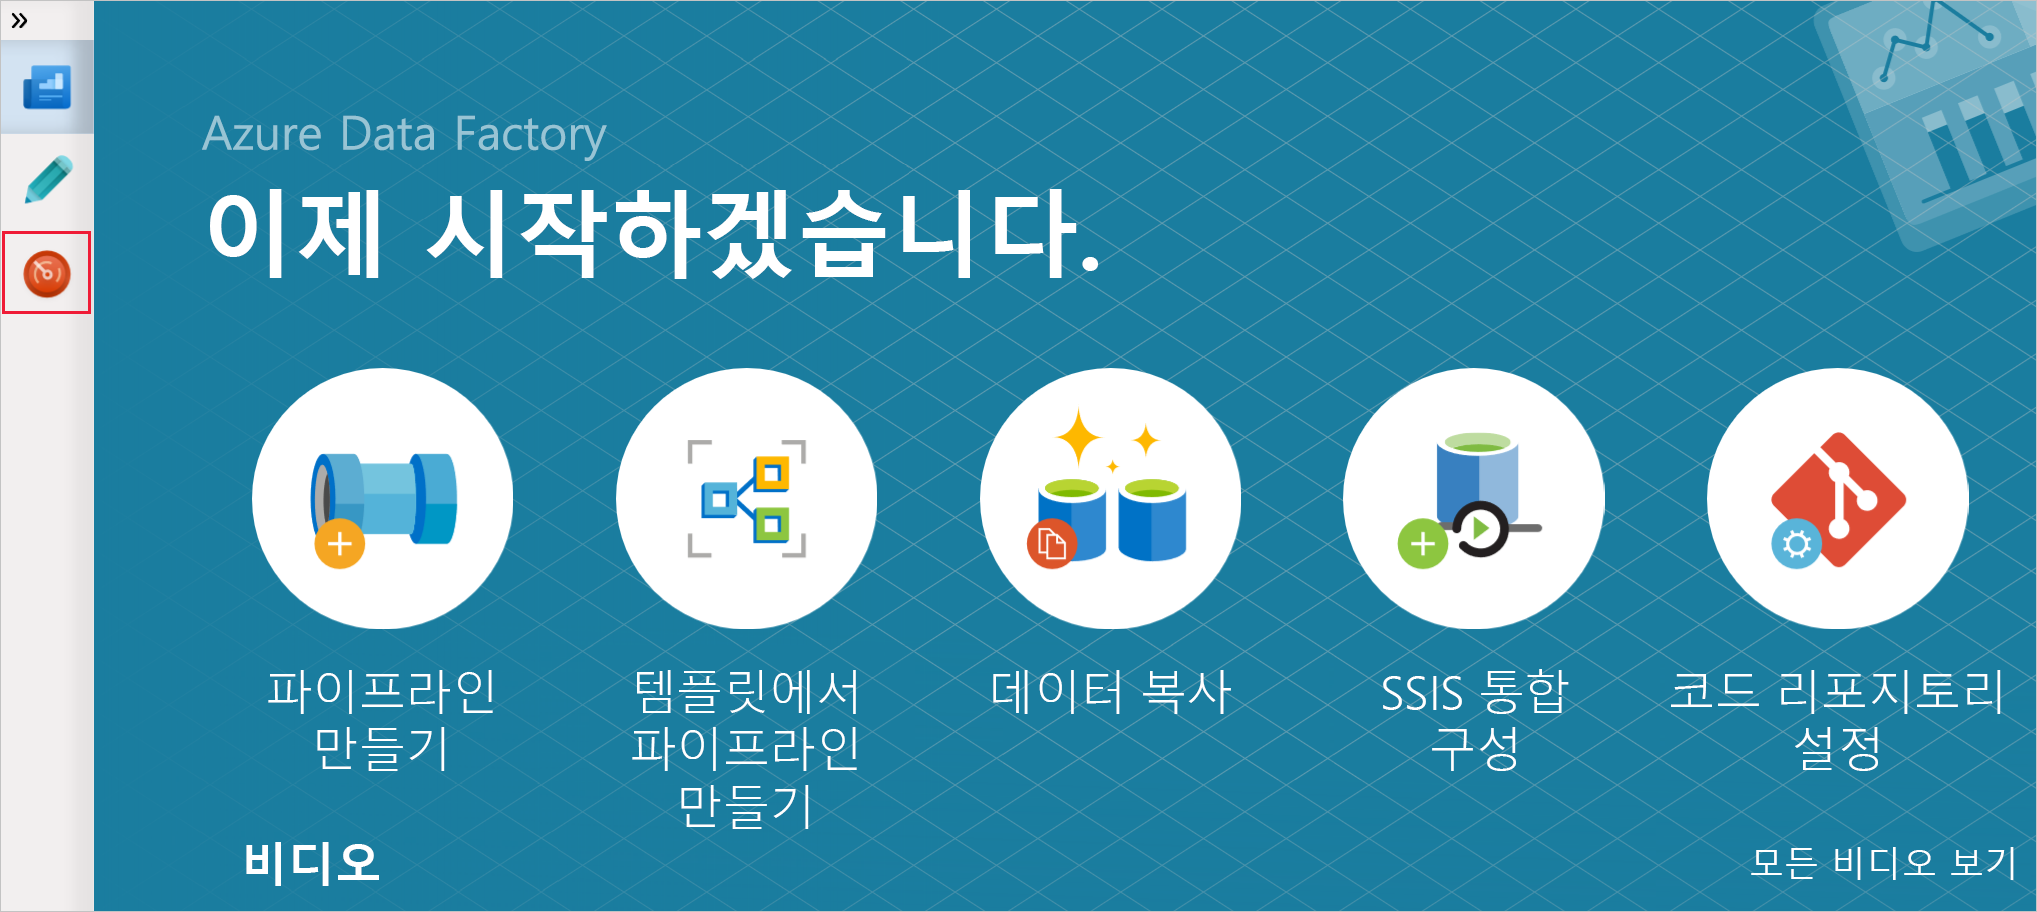 Azure Data Factory
이제 시작하겠습니다.
파이프라인
만들기
템플릿에서
파이프라인
만들기
데이터 복사
SSIS 통합
구성
코드 리포지토리
설정
비디오
모든 비디오 보기